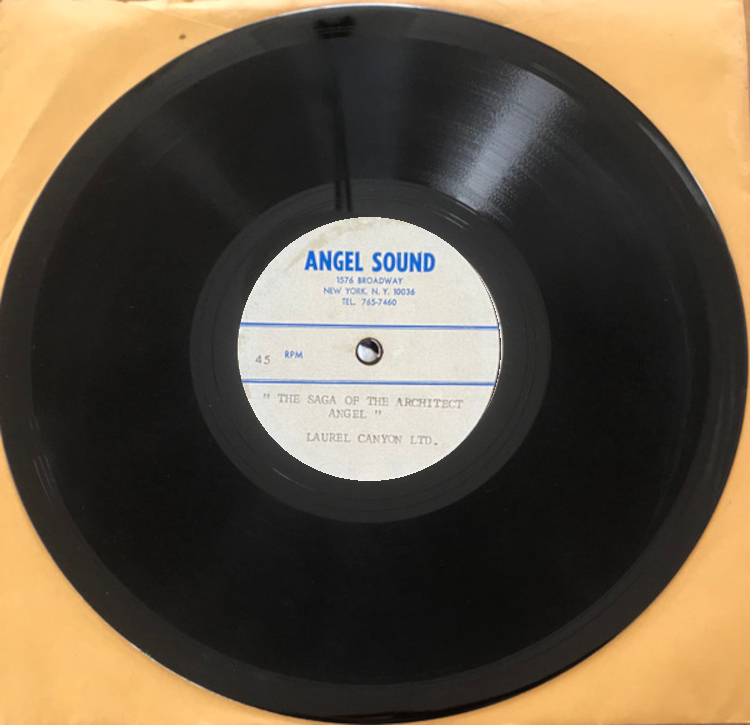 ANGEL SOUND
1576 BROADWAY
NEW YORK, N. Y. 10036
TEL. 765-7460
45 RPM
" THE SAGA OF THE ARCHITECT
ANGEL "
LAUREL CANYON LTD.